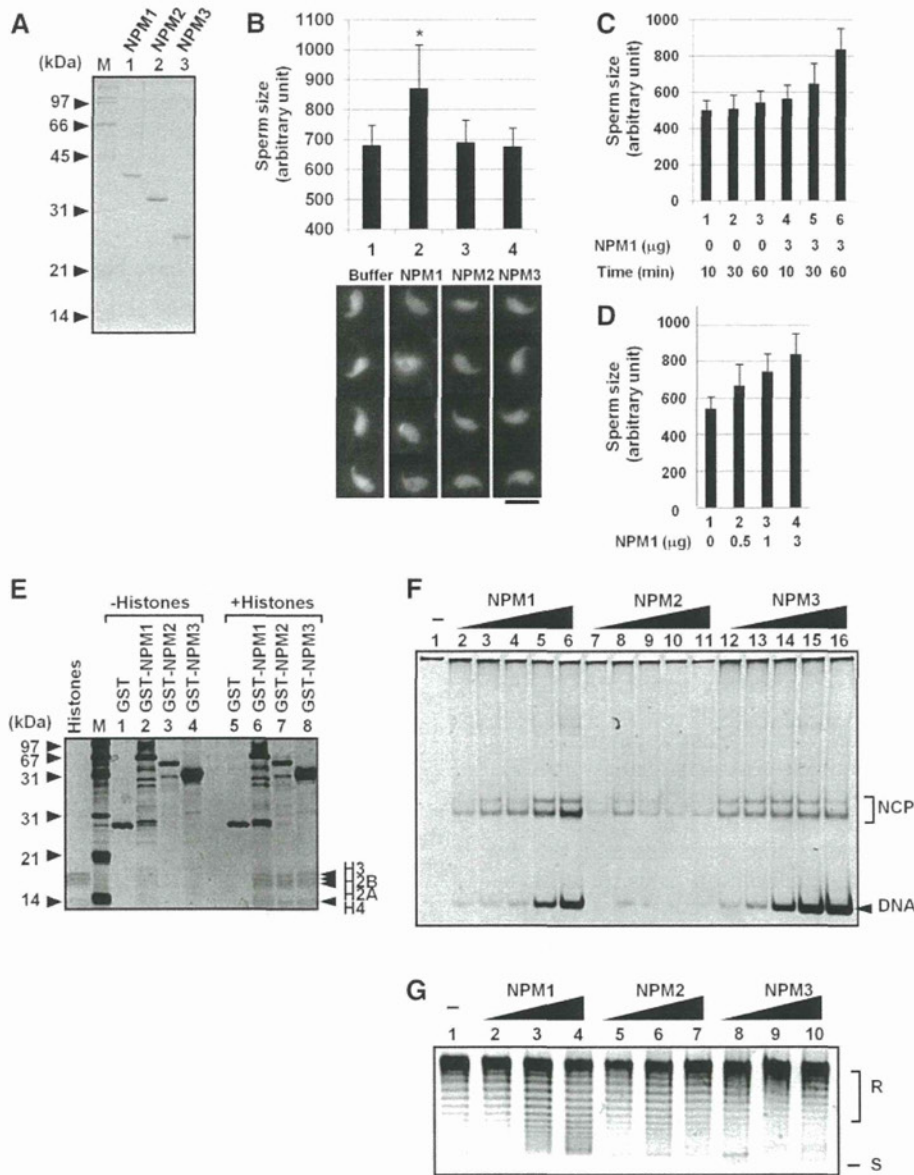 A
NPM1 NPM2 NPM3
(kDa) M 1 2 3
97
66
45
31
21
14
B
1100
1000
900
800
700
600
500
400
Sperm size
(arbitrary unit)
*
1 2 3 4
Buffer NPM1 NPM2 NPM3
C
1000
800
600
400
200
0
Sperm size
(arbitrary unit)
1 2 3 4 5 6
NPM1 (µg) 0 0 0 3 3 3
Time (min) 10 30 60 10 30 60
D
1000
800
600
400
200
0
Sperm size
(arbitrary unit)
1 2 3 4
NPM1 (µg) 0 0.5 1 3
E
-Histones +Histones
Histones GST GST-NPM1 GST-NPM2 GST-NPM3 GST GST-NPM1 GST-NPM2 GST-NPM3
(kDa) M 1 2 3 4 5 6 7 8
97
67
31
31
21
14
H3
H2B
H2A
H4
F
NPM1 NPM2 NPM3
–
1 2 3 4 5 6 7 8 9 10 11 12 13 14 15 16
NCP
DNA
G
NPM1 NPM2 NPM3
–
1 2 3 4 5 6 7 8 9 10
R
S